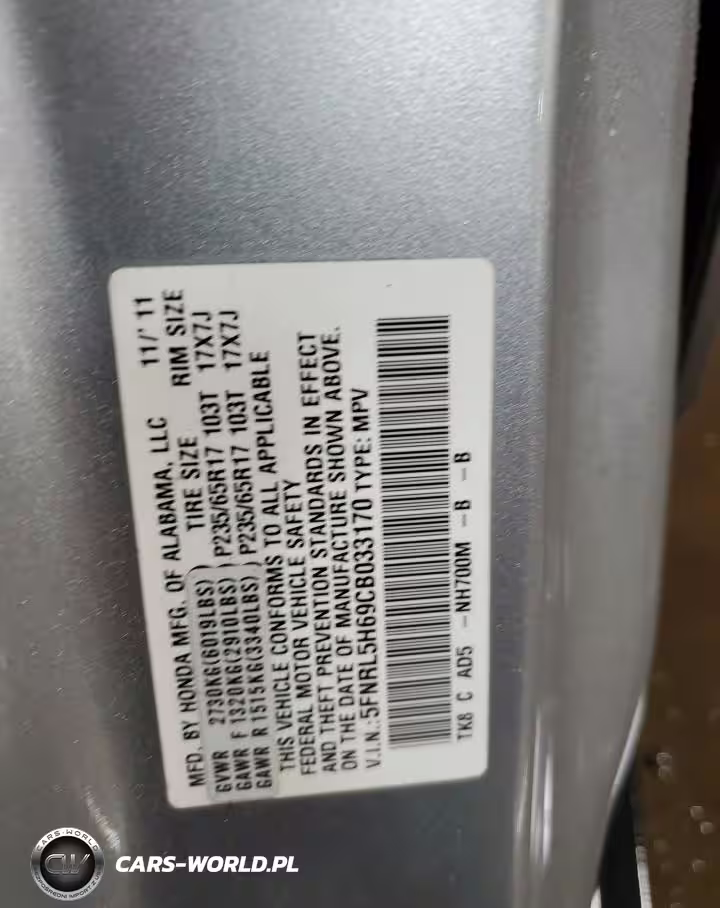 MFD. BY HONDA MFG. OF ALABAMA, LLC 11/'11
GVWR 2730KG(6019LBS) TIRE SIZE RIM SIZE
GAWR F 1320KG(2910LBS) P235/65R17 103T 17X7J
GAWR R 1515KG(3340LBS) P235/65R17 103T 17X7J
THIS VEHICLE CONFORMS TO ALL APPLICABLE
FEDERAL MOTOR VEHICLE SAFETY
AND THEFT PREVENTION STANDARDS IN EFFECT
ON THE DATE OF MANUFACTURE SHOWN ABOVE.
V.I.N.:5FNRL5H69CB033170 TYPE: MPV
TK8 C AD5 -NH700M -B -B
CARS-WORLD
CW
CARS-WORLD.PL